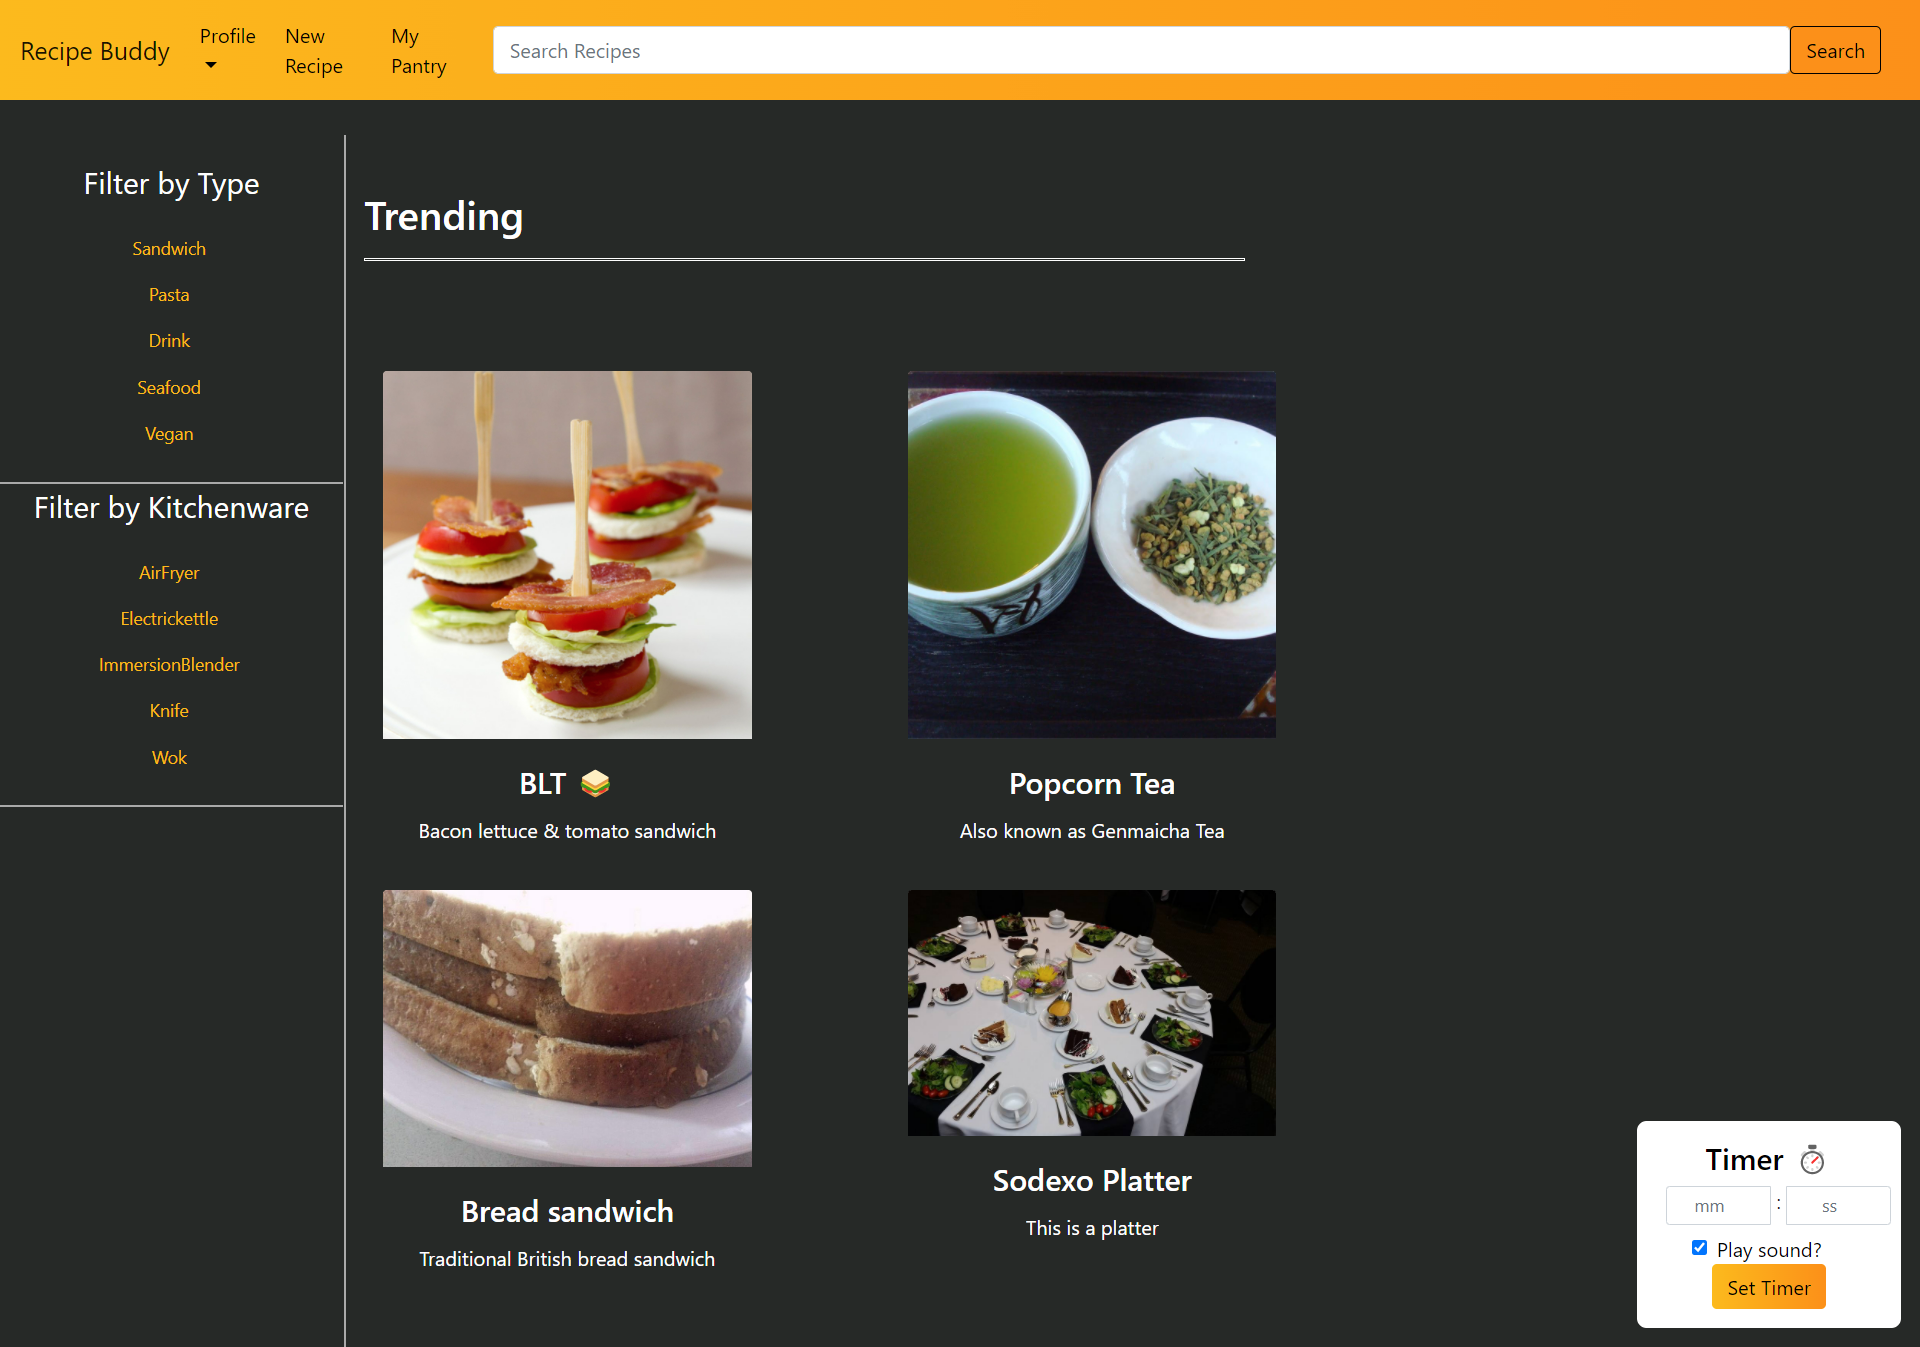 Recipe Buddy
Profile
New
Recipe
My
Pantry
Search Recipes
Search
Filter by Type
Sandwich
Pasta
Drink
Seafood
Vegan
Filter by Kitchenware
AirFryer
Electrickettle
ImmersionBlender
Knife
Wok
Trending
BLT 🥪
Bacon lettuce & tomato sandwich
Popcorn Tea
Also known as Genmaicha Tea
Bread sandwich
Traditional British bread sandwich
Sodexo Platter
This is a platter
Timer ⏱
mm : ss
Play sound?
Set Timer